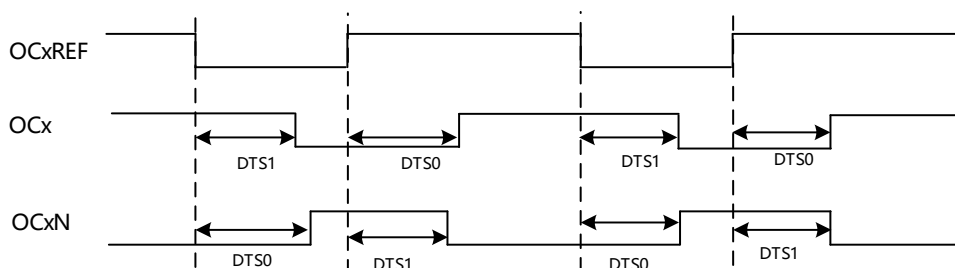 OCxREF
OCx
DTS1 DTS0 DTS1 DTS0
OCxN
DTS0 DTS1 DTS0 DTS1